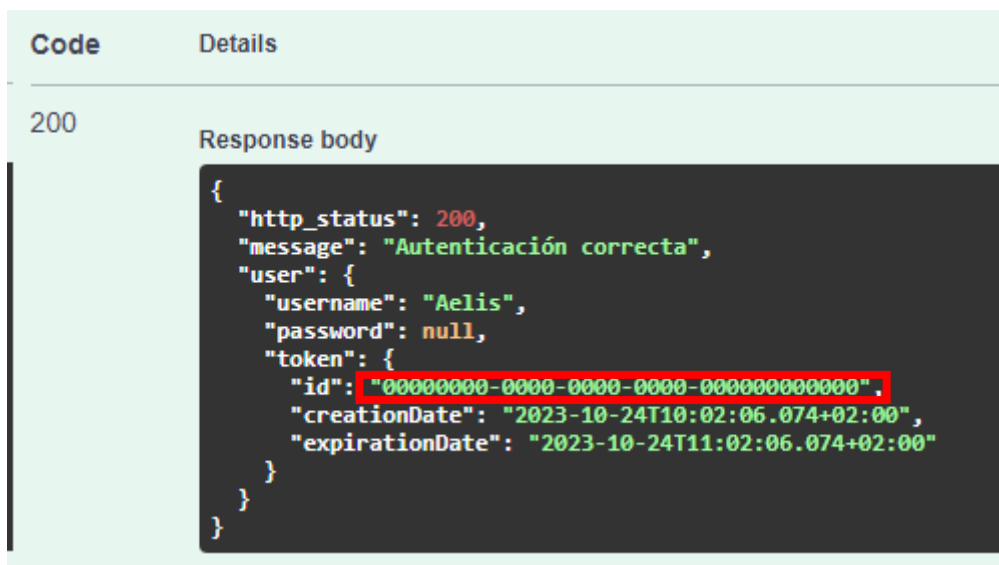 Code Details
200
Response body
{
"http_status": 200,
"message": "Autenticación correcta",
"user": {
"username": "Aelis",
"password": null,
"token": {
"id": "00000000-0000-0000-0000-000000000000",
"creationDate": "2023-10-24T10:02:06.074+02:00",
"expirationDate": "2023-10-24T11:02:06.074+02:00"
}
}
}